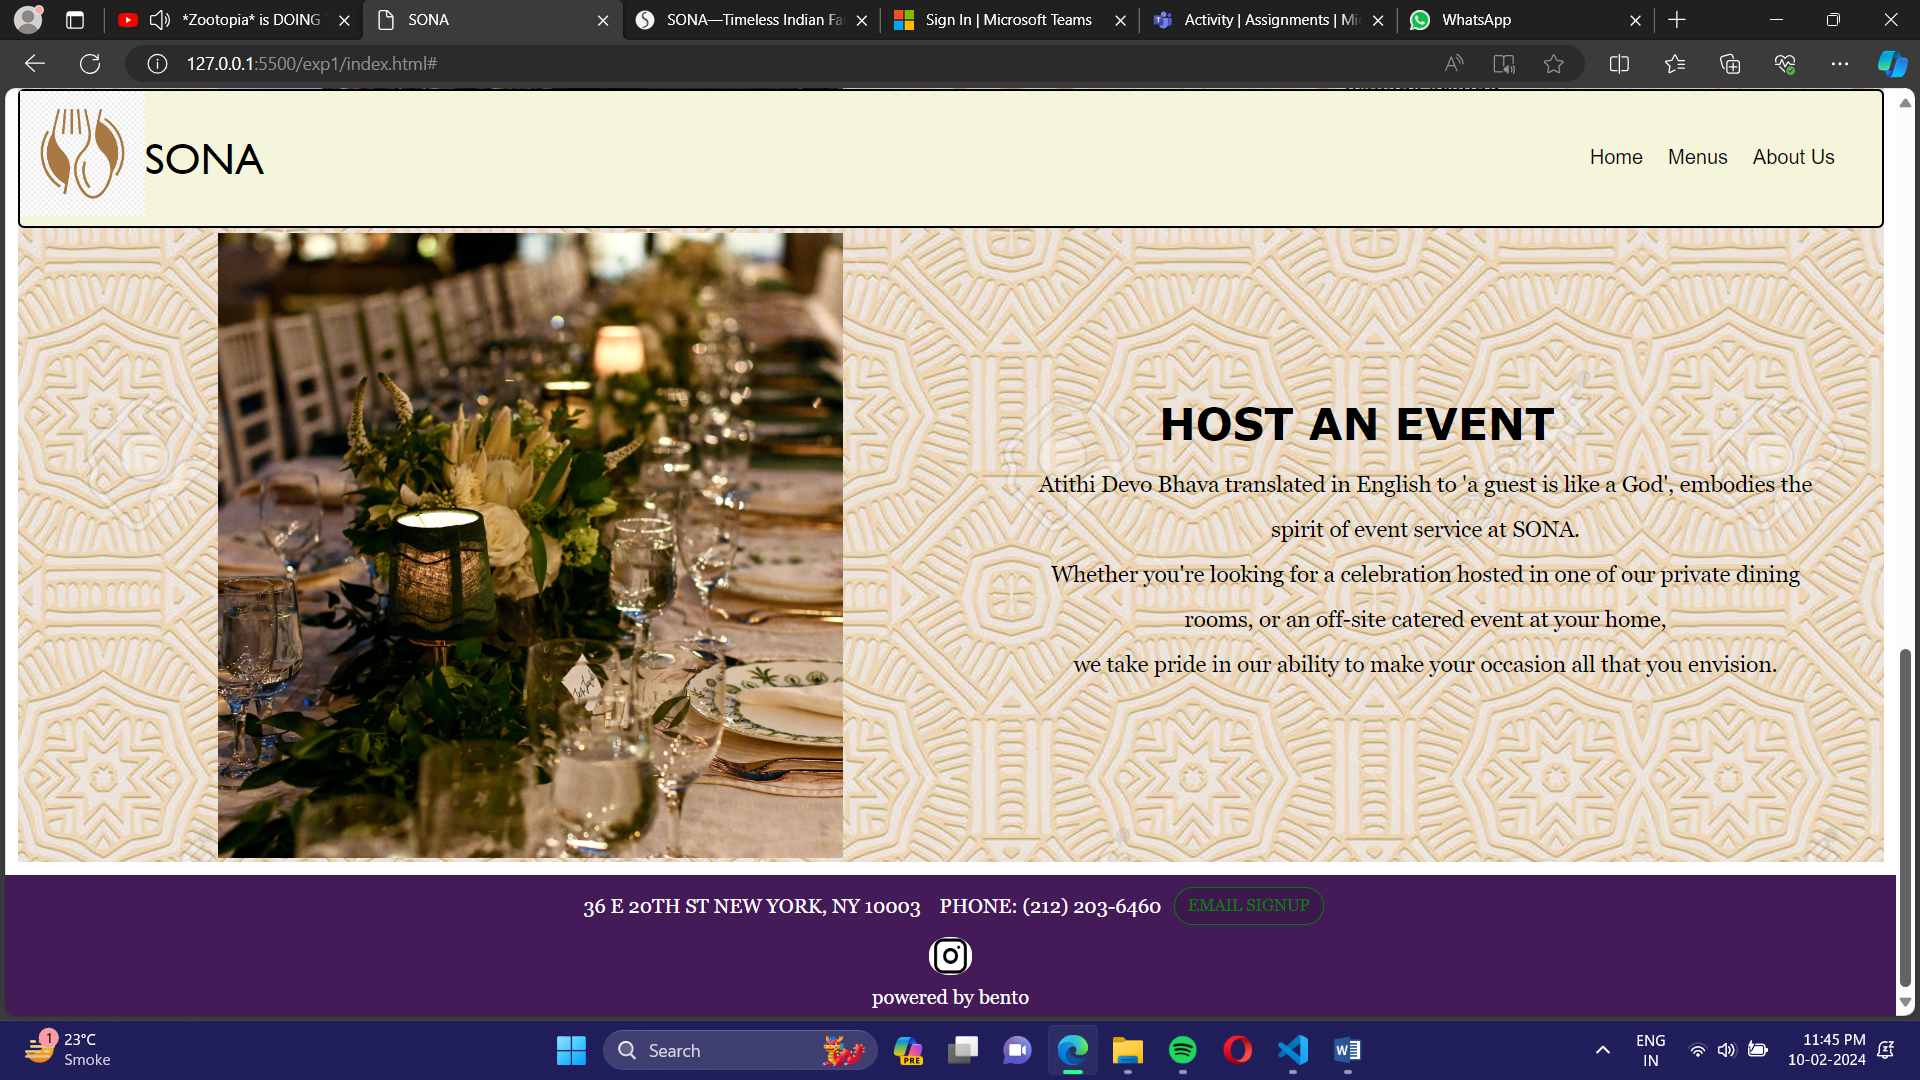 *Zootopia* is DOING
SONA
SONA—Timeless Indian Fa
Sign In | Microsoft Teams
Activity | Assignments | Mi
WhatsApp
127.0.0.1:5500/exp1/index.html#
SONA
Home
Menus
About Us
HOST AN EVENT
Atithi Devo Bhava translated in English to 'a guest is like a God', embodies the
spirit of event service at SONA.
Whether you're looking for a celebration hosted in one of our private dining
rooms, or an off-site catered event at your home,
we take pride in our ability to make your occasion all that you envision.
36 E 20TH ST NEW YORK, NY 10003
PHONE: (212) 203-6460
EMAIL SIGNUP
powered by bento
1
23°C
Smoke
Search
PRE
ENG
IN
11:45 PM
10-02-2024